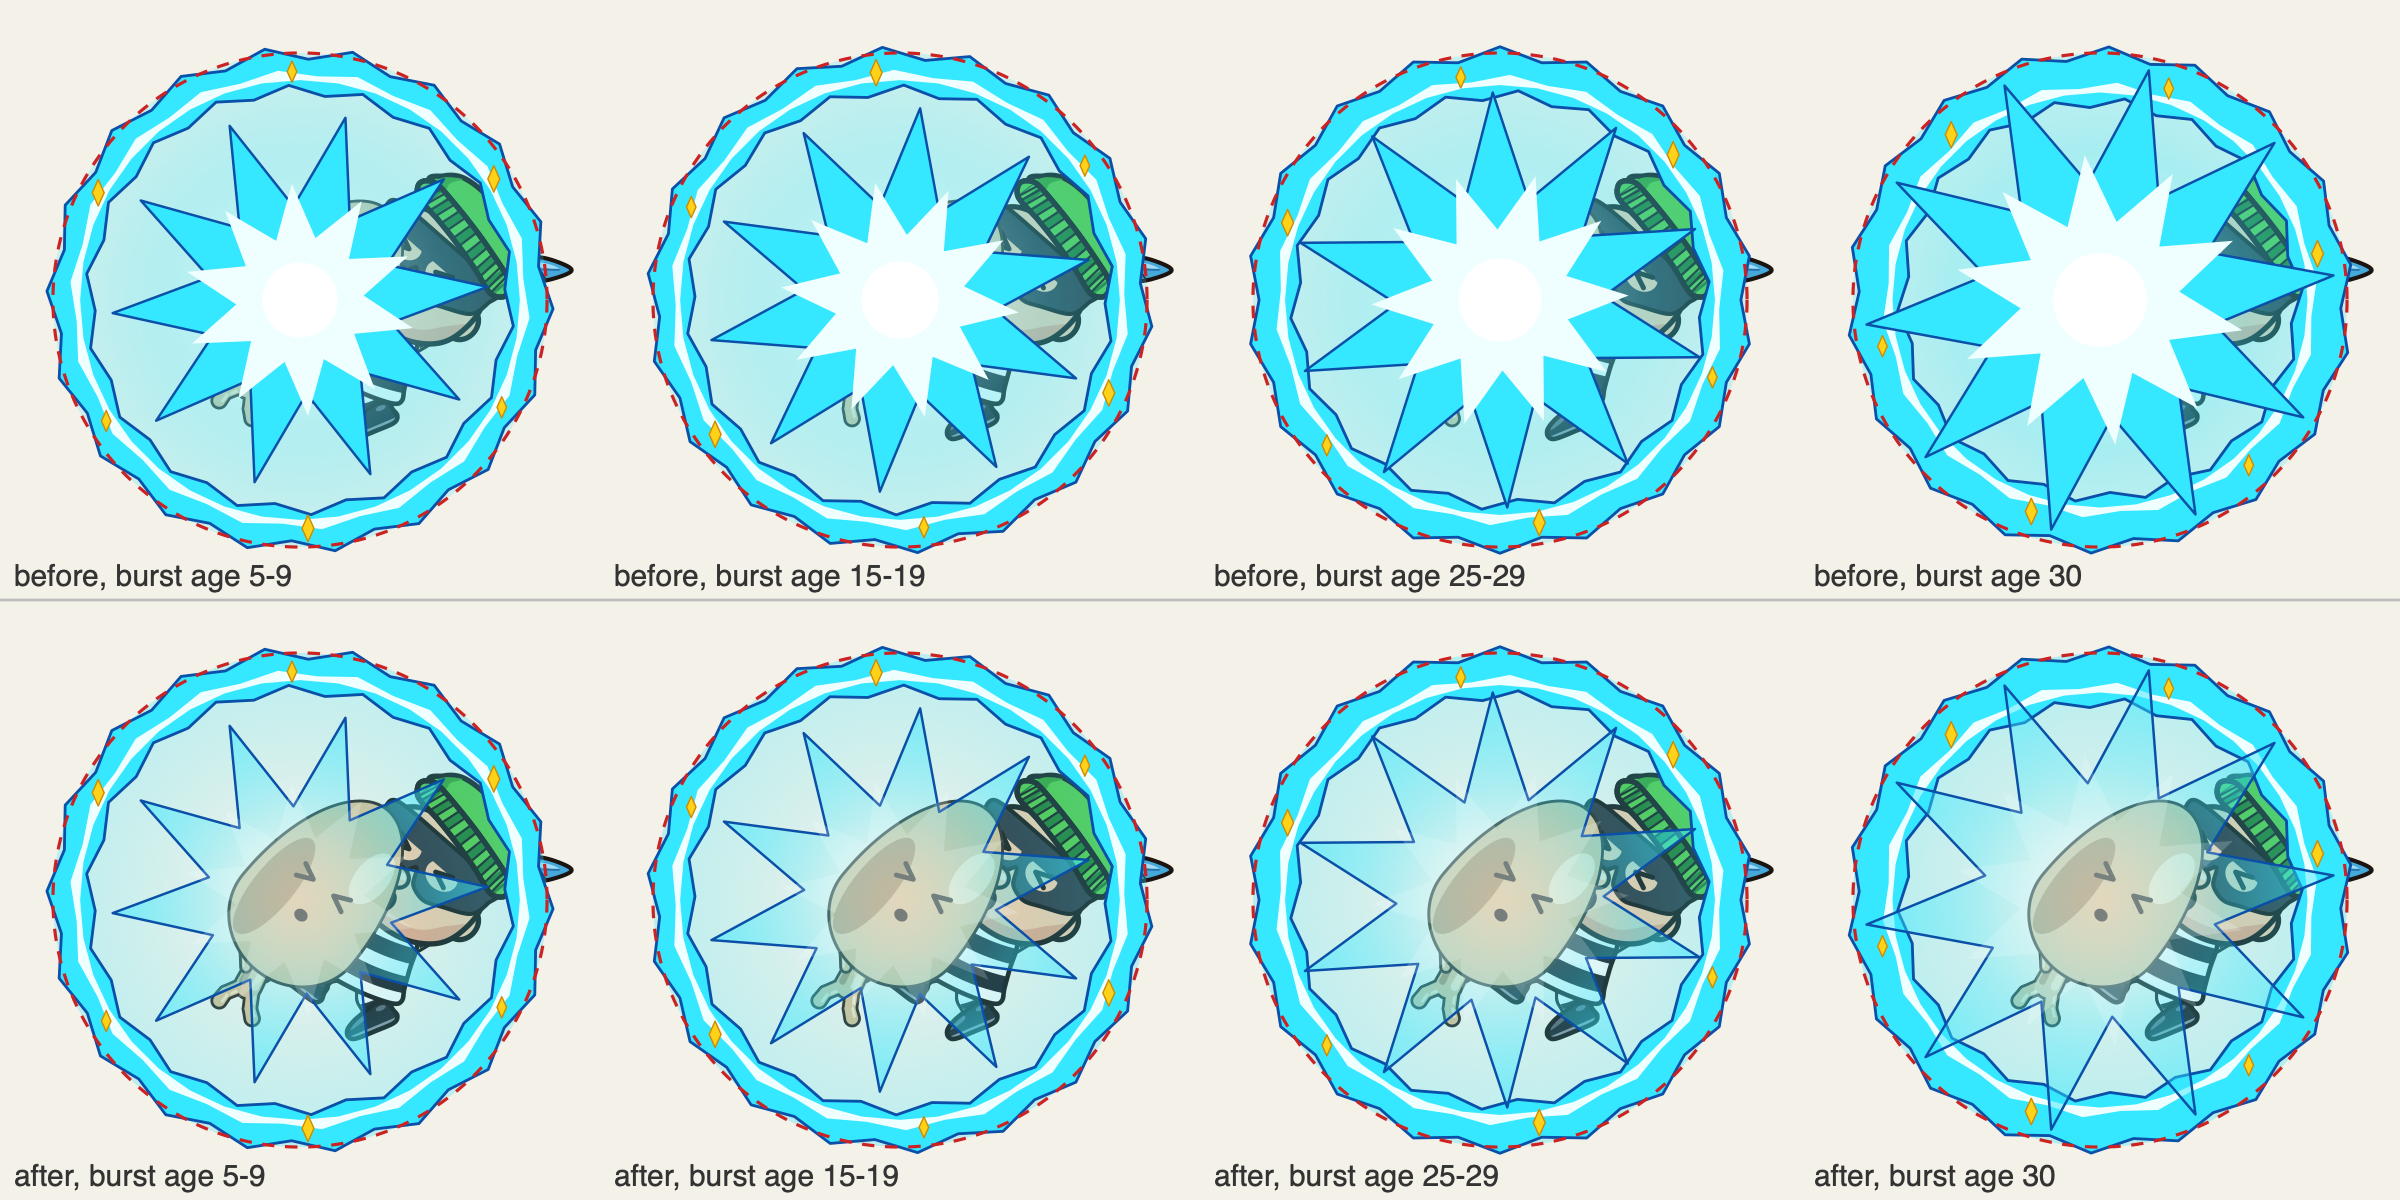 before, burst age 5-9
before, burst age 15-19
before, burst age 25-29
before, burst age 30
after, burst age 5-9
after, burst age 15-19
after, burst age 25-29
after, burst age 30